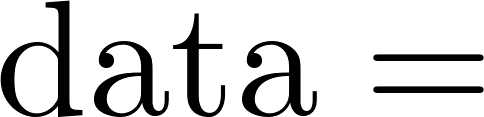 data =